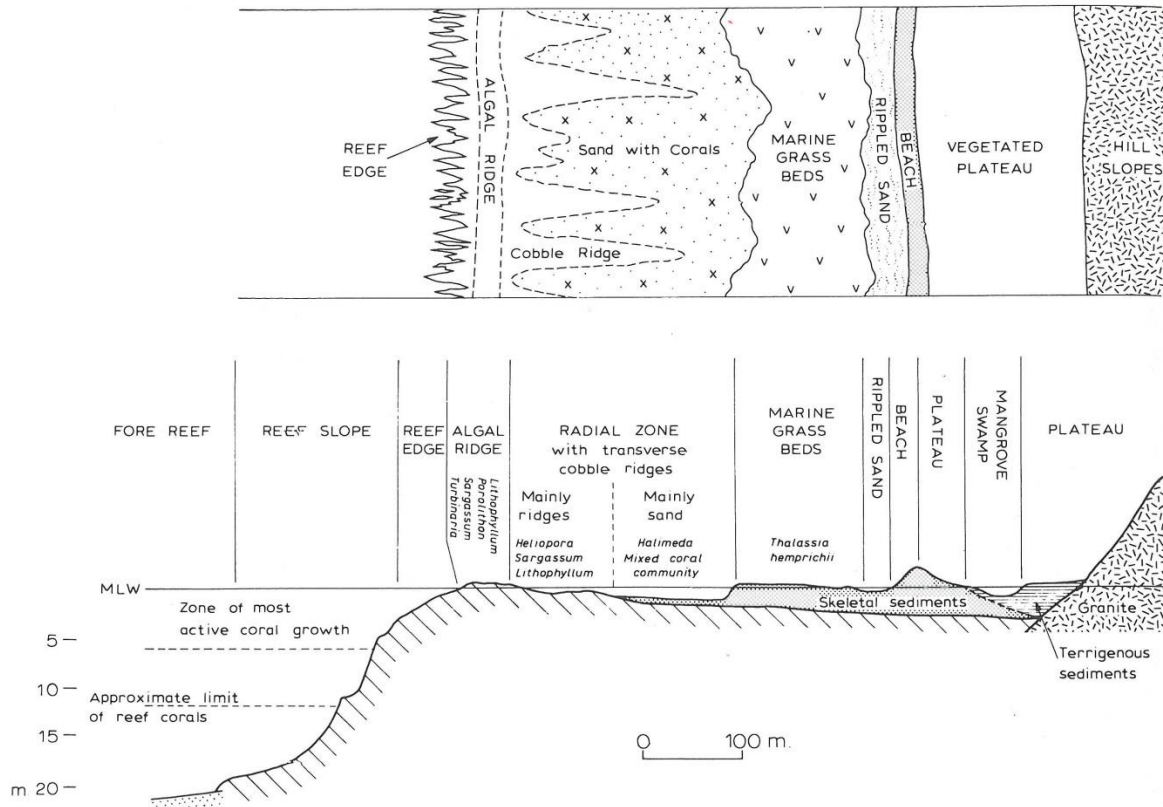 REEF
EDGE
ALGAL RIDGE
Sand with Corals
Cobble Ridge
MARINE
GRASS
BEDS
RIPPLED SAND
BEACH
VEGETATED
PLATEAU
HILL
SLOPES
FORE REEF
REEF SLOPE
REEF
EDGE
ALGAL
RIDGE
Lithophyllum
Porolithon
Sargassum
Turbinaria
RADIAL ZONE
with transverse
cobble ridges
Mainly
ridges
Heliopora
Sargassum
Lithophyllum
Mainly
sand
Halimeda
Mixed coral
community
MARINE
GRASS
BEDS
Thalassia
hemprichii
RIPPLED SAND
BEACH
PLATEAU
MANGROVE
SWAMP
PLATEAU
MLW
Zone of most
active coral growth
5
10
Approximate limit
of reef corals
15
m 20
Skeletal sediments
Granite
Terrigenous
sediments
0 100 m.